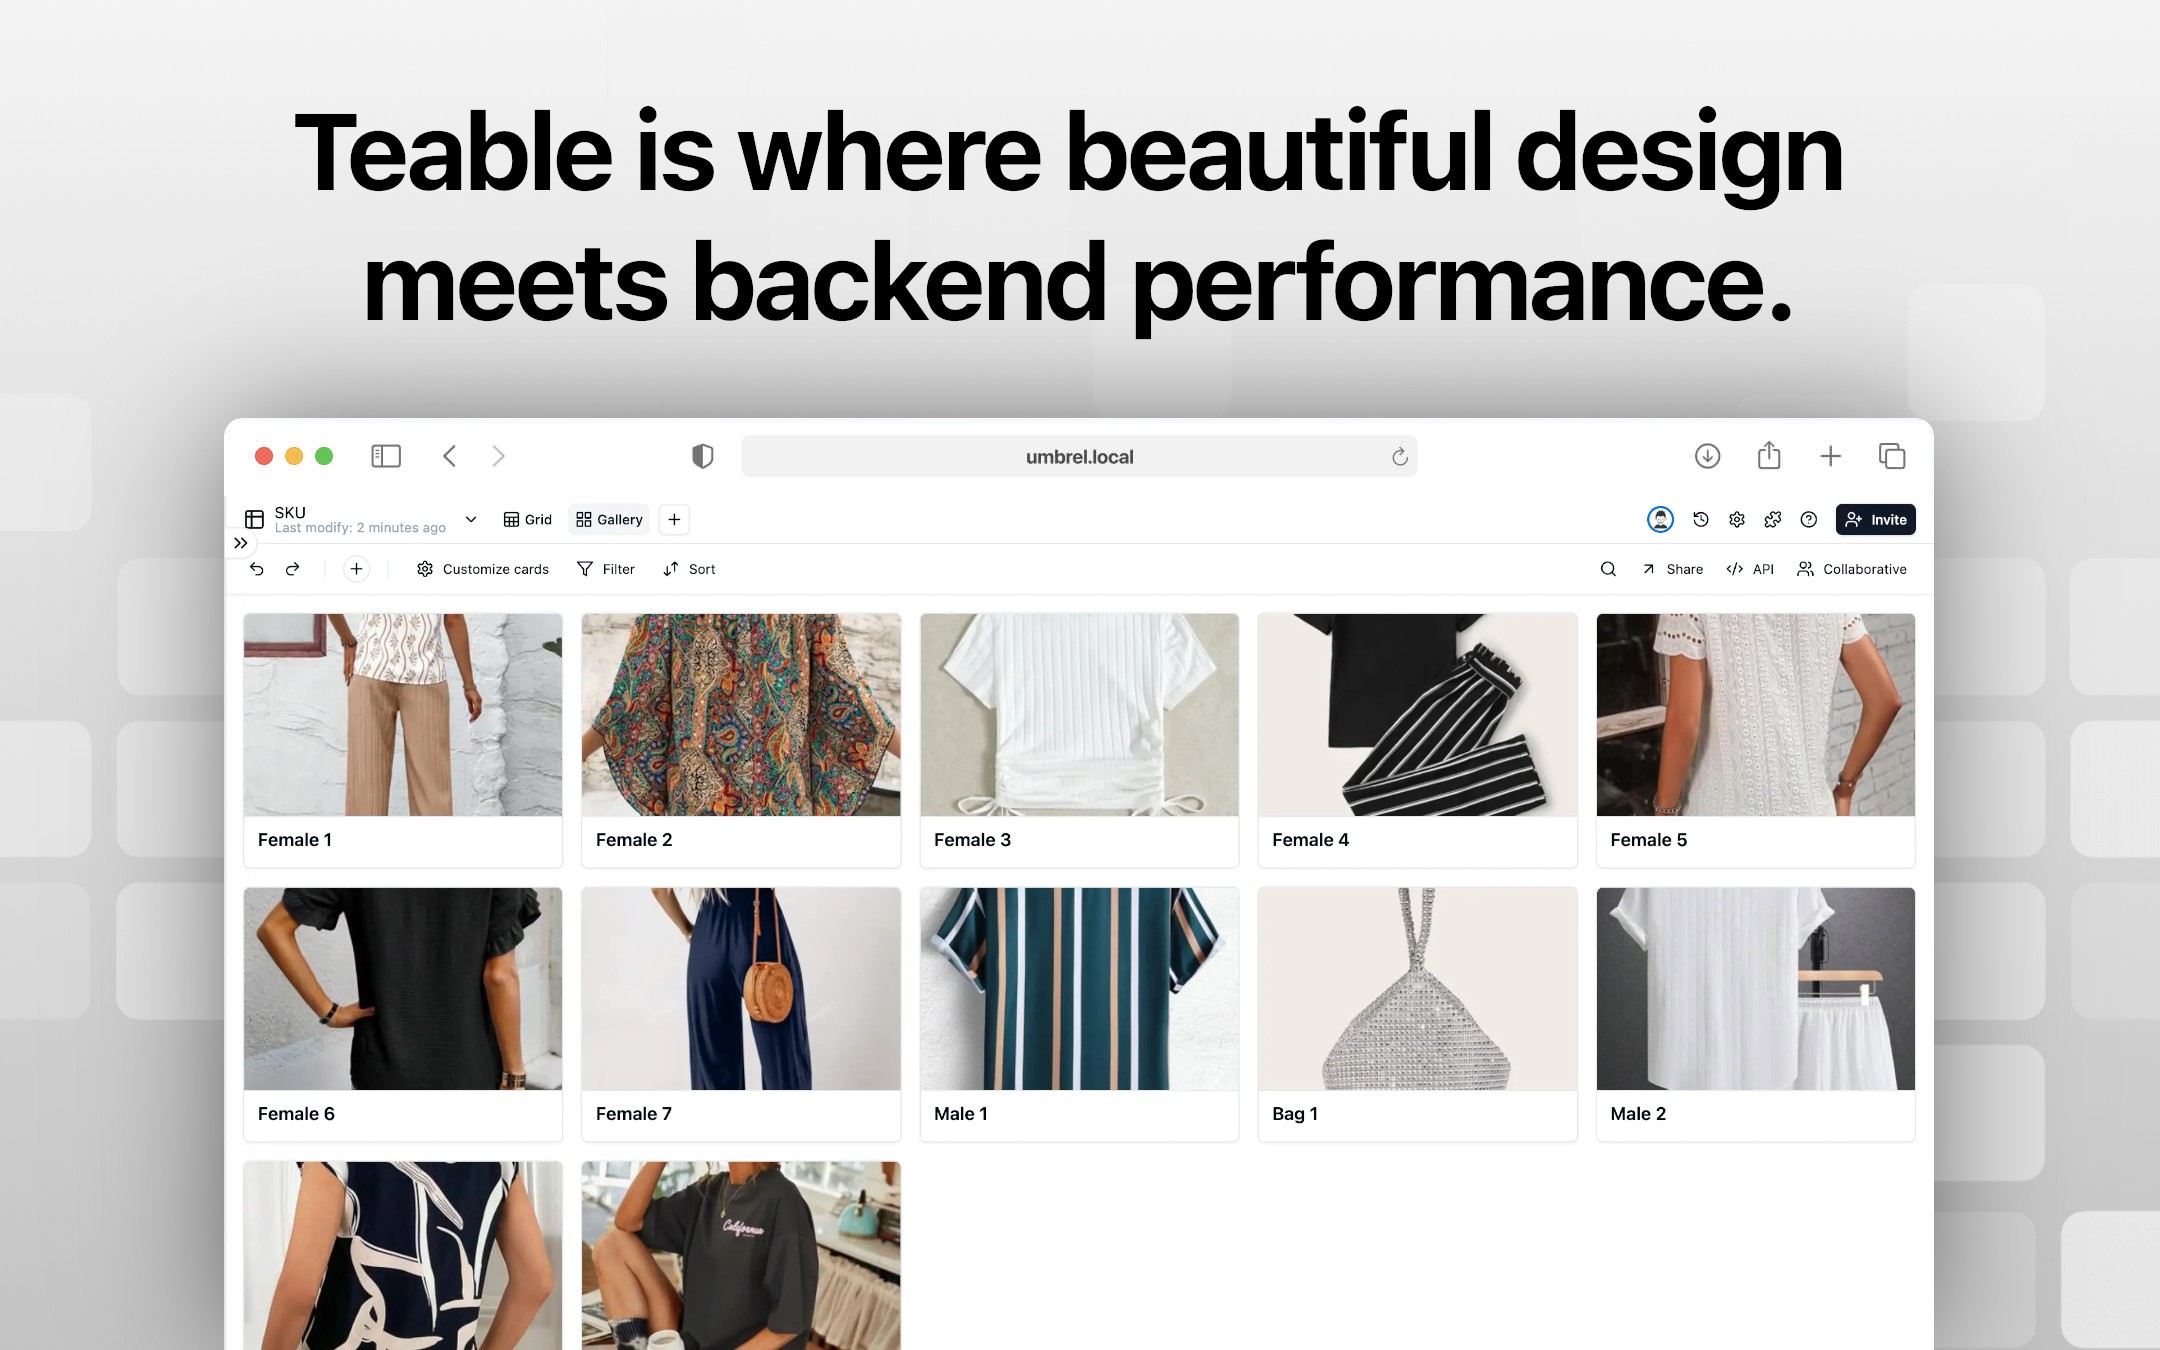 Teable is where beautiful design
meets backend performance.
umbrel.local
SKU
Last modify: 2 minutes ago
Grid
Gallery
Invite
Customize cards
Filter
Sort
Share
API
Collaborative
Female 1
Female 2
Female 3
Female 4
Female 5
Female 6
Female 7
Male 1
Bag 1
Male 2
California